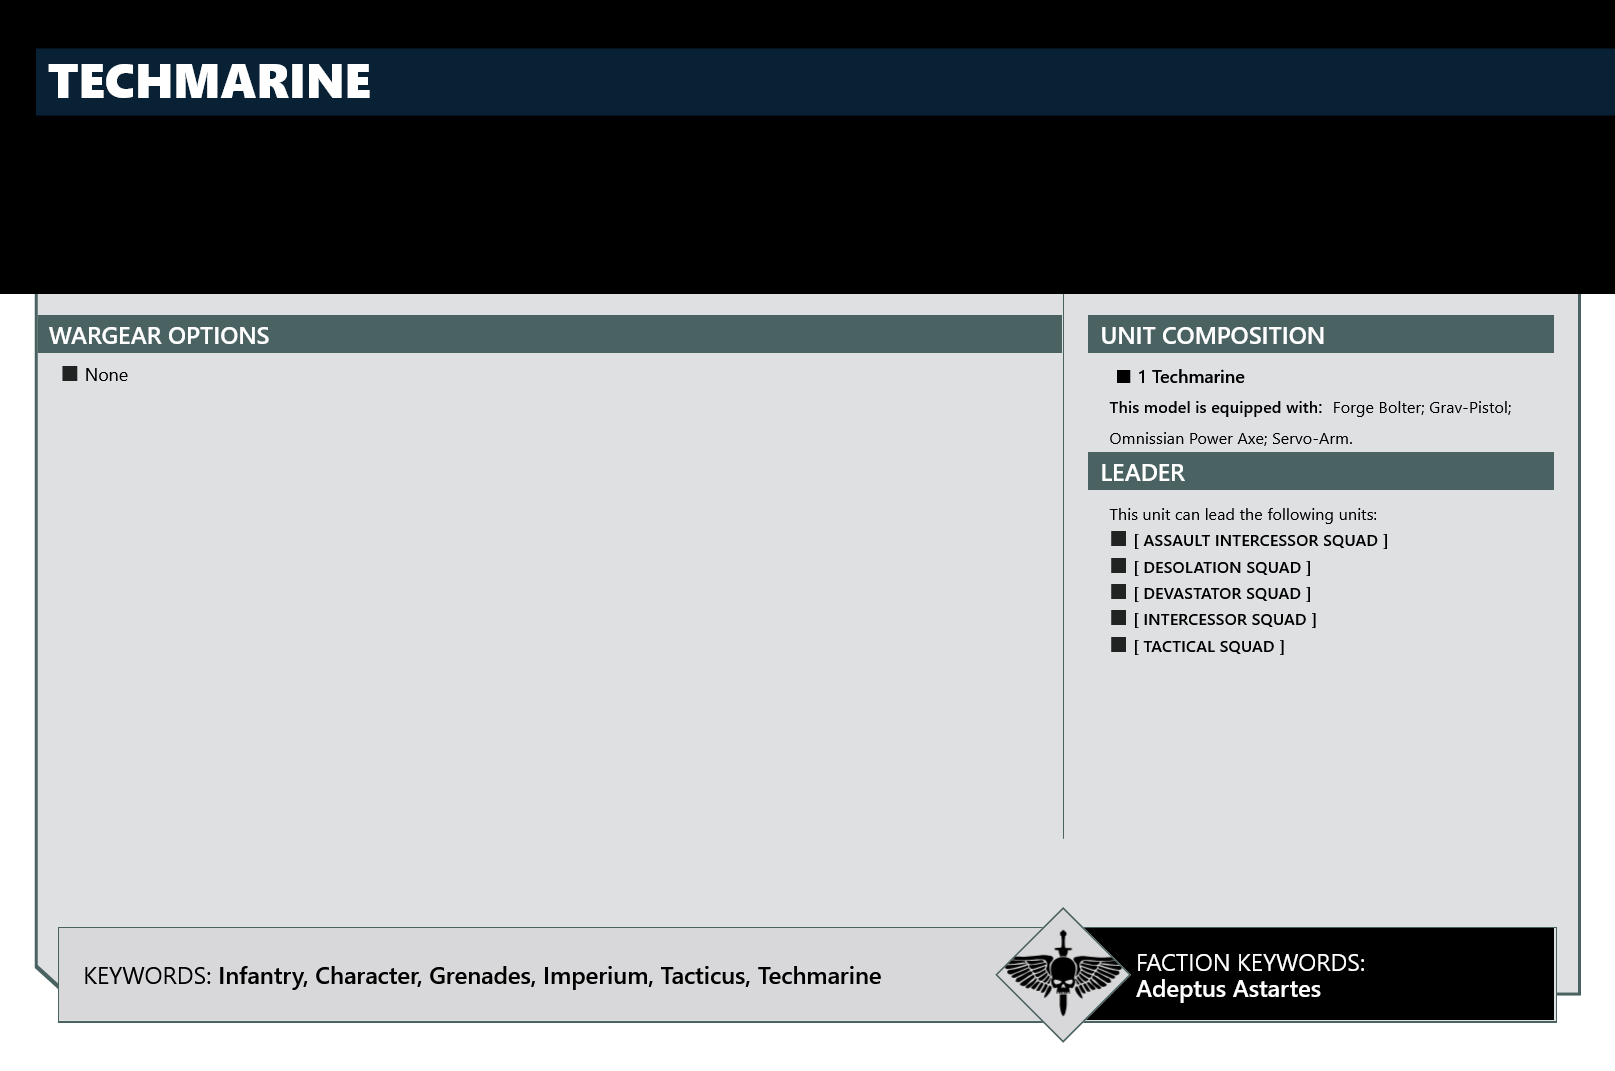 TECHMARINE
WARGEAR OPTIONS
None
UNIT COMPOSITION
1 Techmarine
This model is equipped with: Forge Bolter; Grav-Pistol;
Omnissian Power Axe; Servo-Arm.
LEADER
This unit can lead the following units:
[ ASSAULT INTERCESSOR SQUAD ]
[ DESOLATION SQUAD ]
[ DEVASTATOR SQUAD ]
[ INTERCESSOR SQUAD ]
[ TACTICAL SQUAD ]
KEYWORDS: Infantry, Character, Grenades, Imperium, Tacticus, Techmarine
FACTION KEYWORDS:
Adeptus Astartes